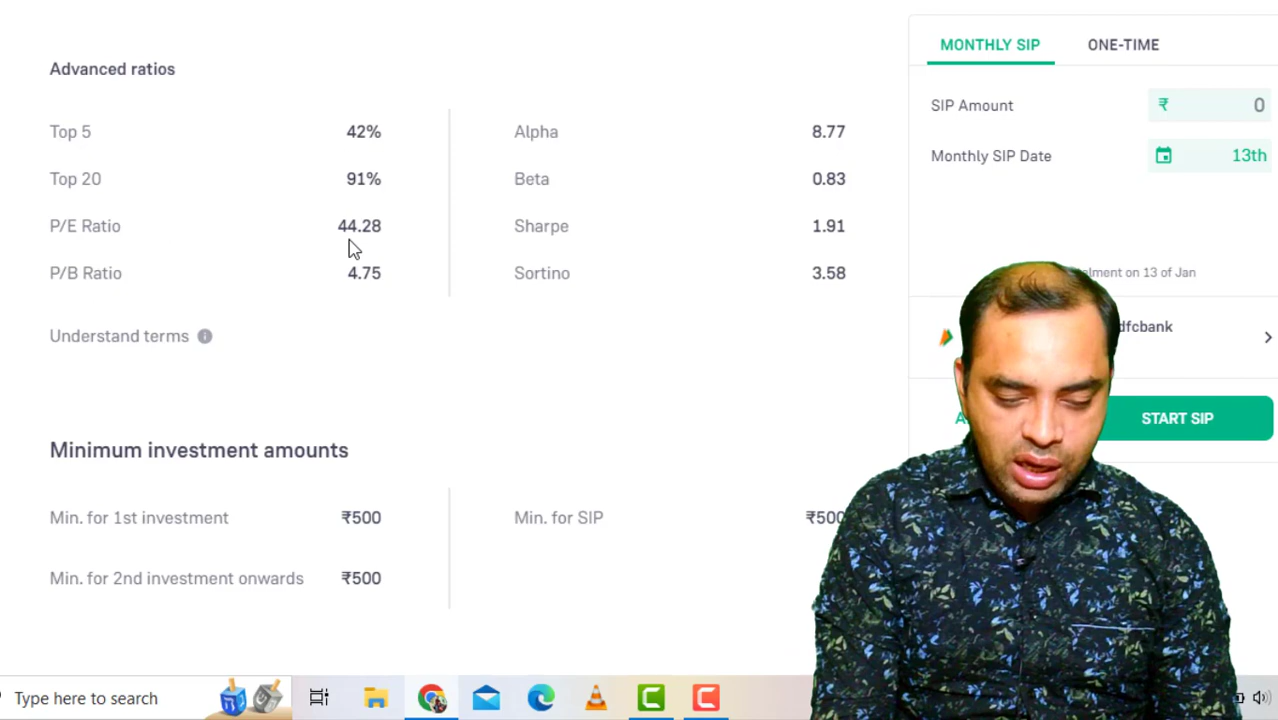 MONTHLY SIP ONE-TIME
Advanced ratios
SIP Amount ₹ 0
Top 5 42% Alpha 8.77
Monthly SIP Date 13th
Top 20 91% Beta 0.83
P/E Ratio 44.28 Sharpe 1.91
P/B Ratio 4.75 Sortino 3.58
on 13 of Jan
Understand terms
START SIP
Minimum investment amounts
Min. for 1st investment ₹500 Min. for SIP ₹500
Min. for 2nd investment onwards ₹500
Type here to search